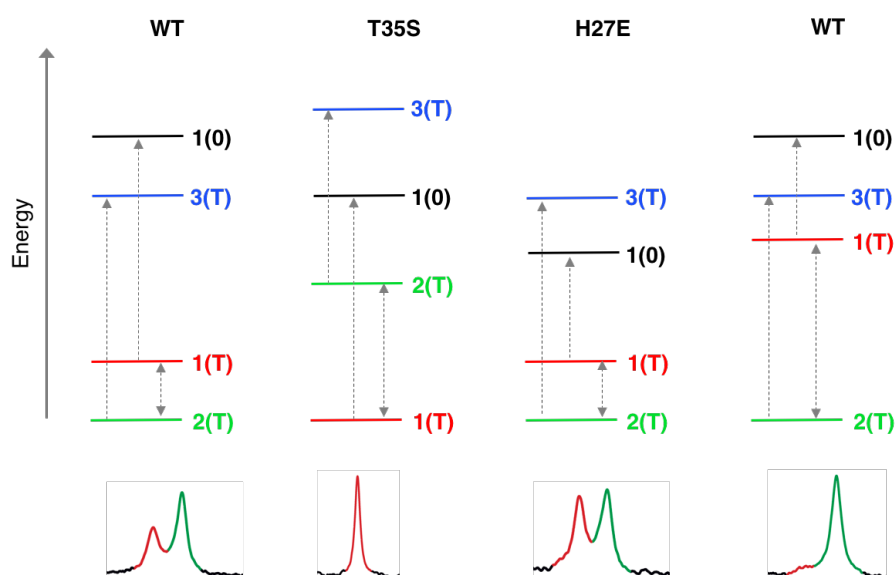 WT T35S H27E WT
Energy
1(0)
3(T)
1(T)
2(T)
3(T)
1(0)
2(T)
1(T)
3(T)
1(0)
1(T)
2(T)
1(0)
3(T)
1(T)
2(T)